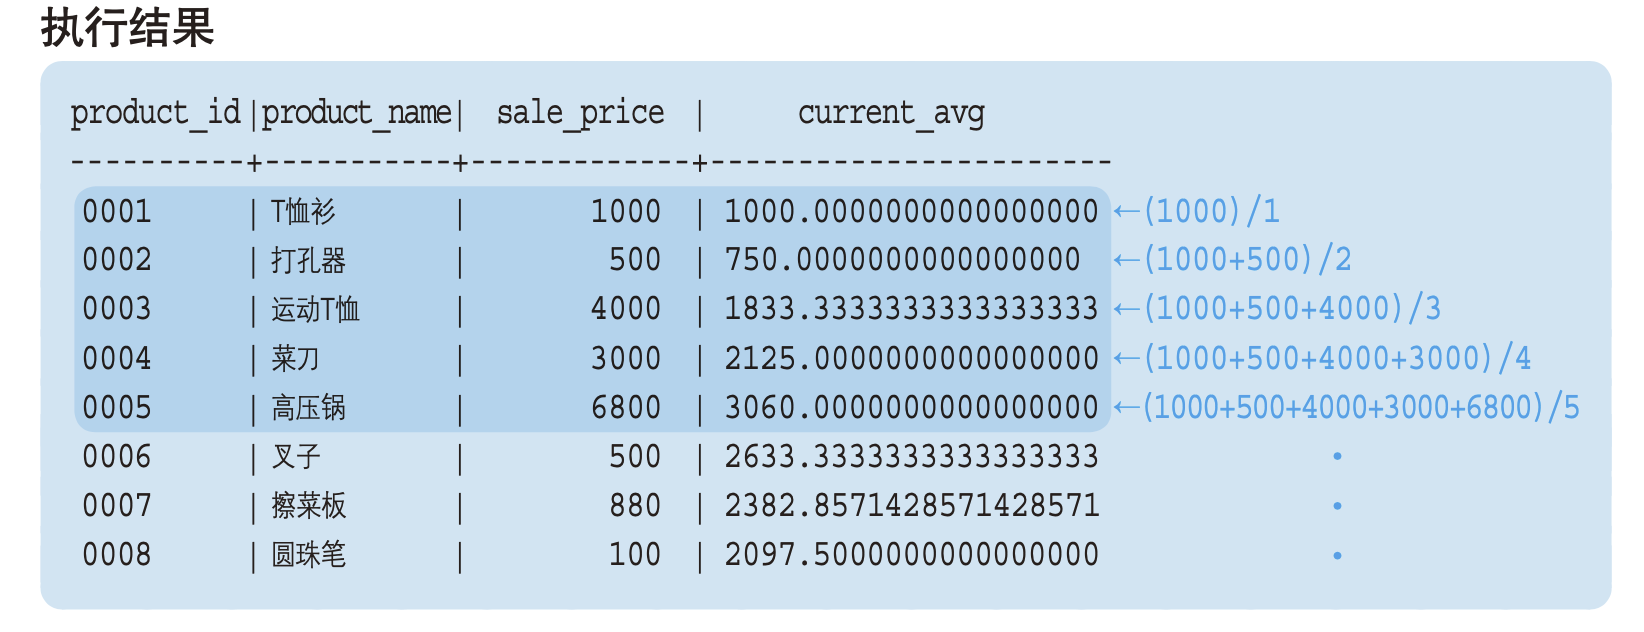 执行结果
product_id|product_name| sale_price | current_avg
----------+-----------+-------------+-----------------------
0001 |T恤衫 | 1000 | 1000.0000000000000000 ←(1000)/1
0002 |打孔器 | 500 | 750.0000000000000000 ←(1000+500)/2
0003 |运动T恤 | 4000 | 1833.3333333333333333 ←(1000+500+4000)/3
0004 |菜刀 | 3000 | 2125.0000000000000000 ←(1000+500+4000+3000)/4
0005 |高压锅 | 6800 | 3060.0000000000000000 ←(1000+500+4000+3000+6800)/5
0006 |叉子 | 500 | 2633.3333333333333333 •
0007 |擦菜板 | 880 | 2382.8571428571428571 •
0008 |圆珠笔 | 100 | 2097.5000000000000000 •